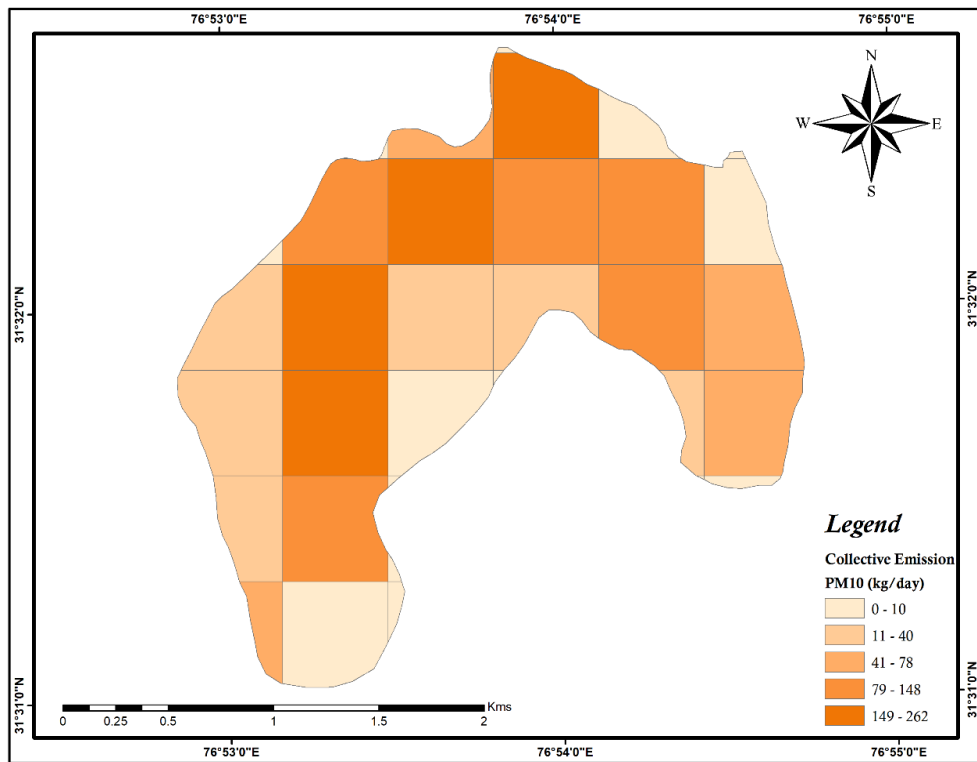 76°53'0"E 76°54'0"E 76°55'0"E
N
W E
S
31°32'0"N 31°32'0"N
Legend
Collective Emission
PM10 (kg/day)
0 - 10
11 - 40
41 - 78
79 - 148
149 - 262
31°31'0"N 31°31'0"N
Kms
0 0.25 0.5 1 1.5 2
76°53'0"E 76°54'0"E 76°55'0"E